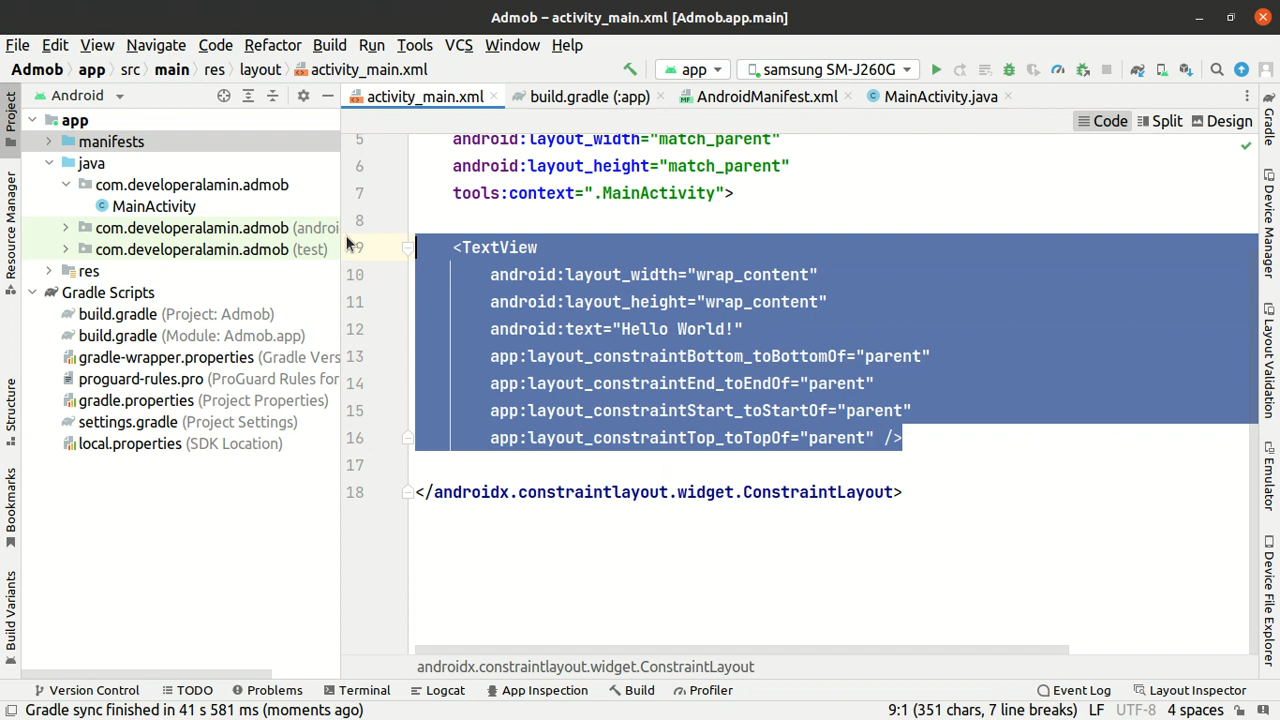 Admob – activity_main.xml [Admob.app.main]
File Edit View Navigate Code Refactor Build Run Tools VCS Window Help
Admob app src main res layout activity_main.xml
app samsung SM-J260G
Android
activity_main.xml build.gradle (:app) AndroidManifest.xml MainActivity.java
Code Split Design
Project
Resource Manager
Structure
Bookmarks
Build Variants
app
manifests
java
com.developeralamin.admob
MainActivity
com.developeralamin.admob (androi
com.developeralamin.admob (test)
res
Gradle Scripts
build.gradle (Project: Admob)
build.gradle (Module: Admob.app)
gradle-wrapper.properties (Gradle Vers
proguard-rules.pro (ProGuard Rules for
gradle.properties (Project Properties)
settings.gradle (Project Settings)
local.properties (SDK Location)
5 android:layout_width="match_parent"
6 android:layout_height="match_parent"
7 tools:context=".MainActivity">
8
9 <TextView
10 android:layout_width="wrap_content"
11 android:layout_height="wrap_content"
12 android:text="Hello World!"
13 app:layout_constraintBottom_toBottomOf="parent"
14 app:layout_constraintEnd_toEndOf="parent"
15 app:layout_constraintStart_toStartOf="parent"
16 app:layout_constraintTop_toTopOf="parent" />
17
18 </androidx.constraintlayout.widget.ConstraintLayout>
androidx.constraintlayout.widget.ConstraintLayout
Gradle
Device Manager
Layout Validation
Emulator
Device File Explorer
Version Control TODO Problems Terminal Logcat App Inspection Build Profiler Event Log Layout Inspector
Gradle sync finished in 41 s 581 ms (moments ago) 9:1 (351 chars, 7 line breaks) LF UTF-8 4 spaces